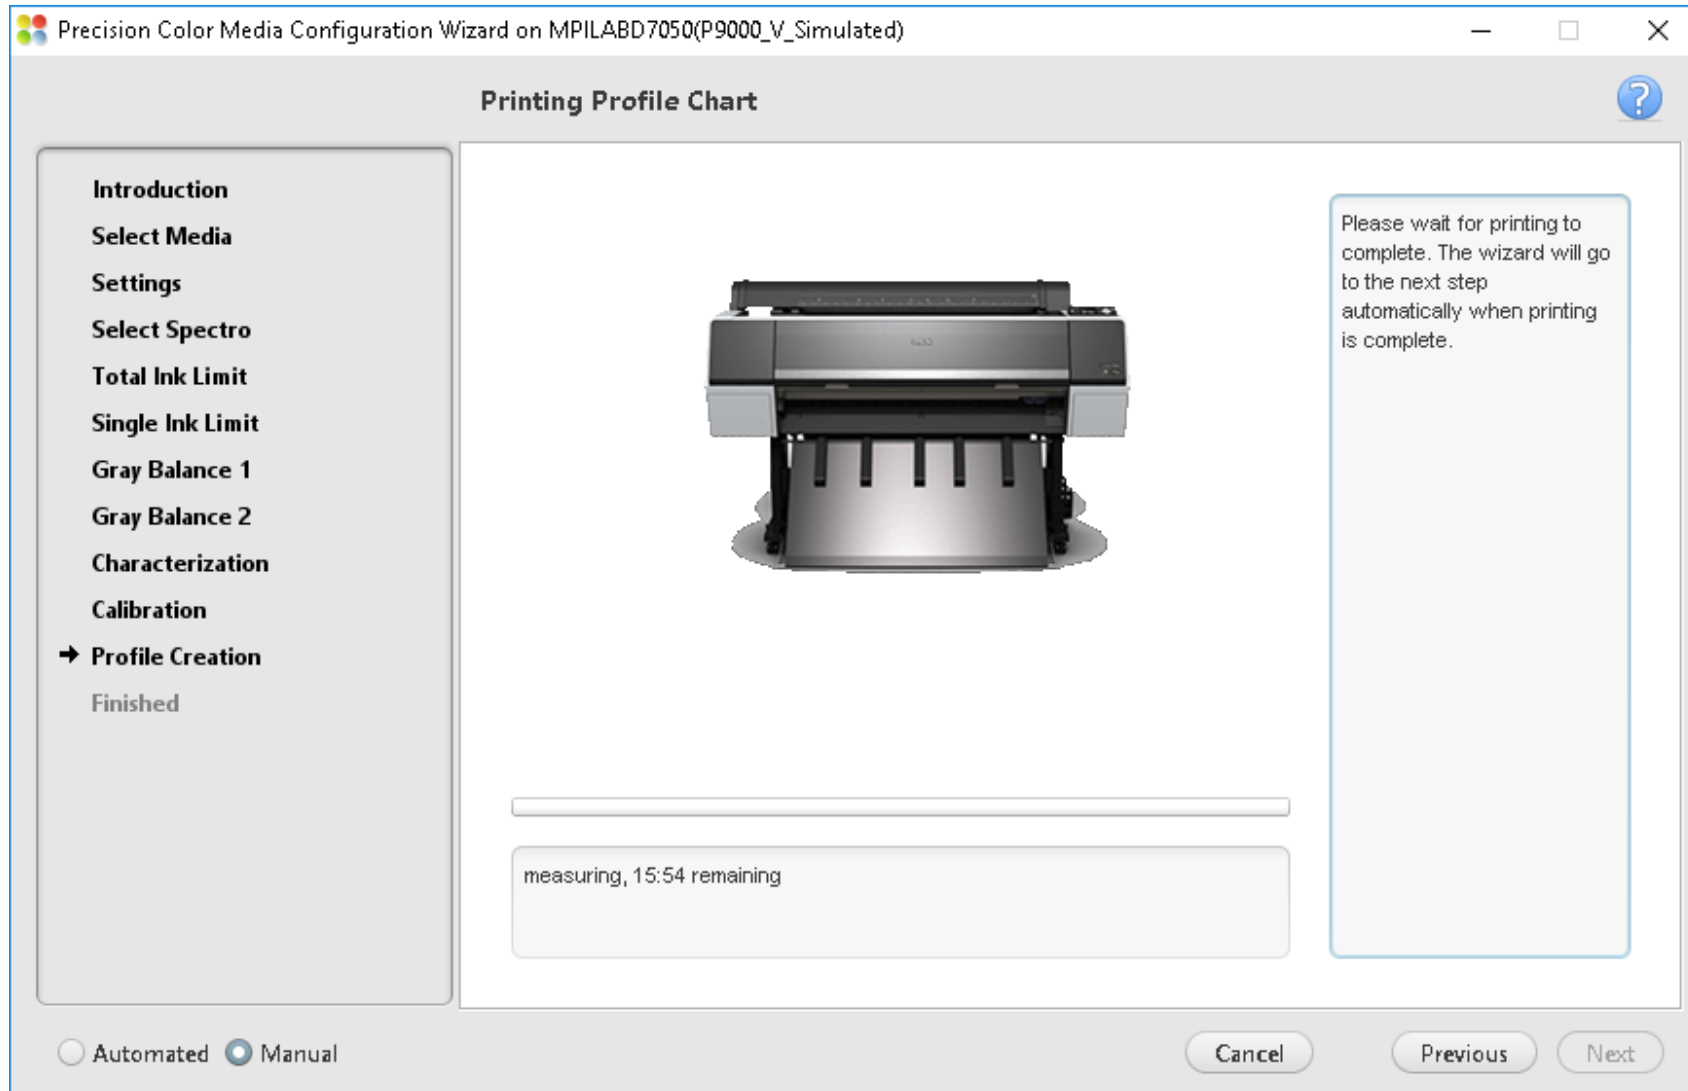 Precision Color Media Configuration Wizard on MPILABD7050(P9000_V_Simulated)
Printing Profile Chart
Introduction
Select Media
Settings
Select Spectro
Total Ink Limit
Single Ink Limit
Gray Balance 1
Gray Balance 2
Characterization
Calibration
Profile Creation
Finished
Please wait for printing to
complete. The wizard will go
to the next step
automatically when printing
is complete.
measuring, 15:54 remaining
Automated
Manual
Cancel
Previous
Next